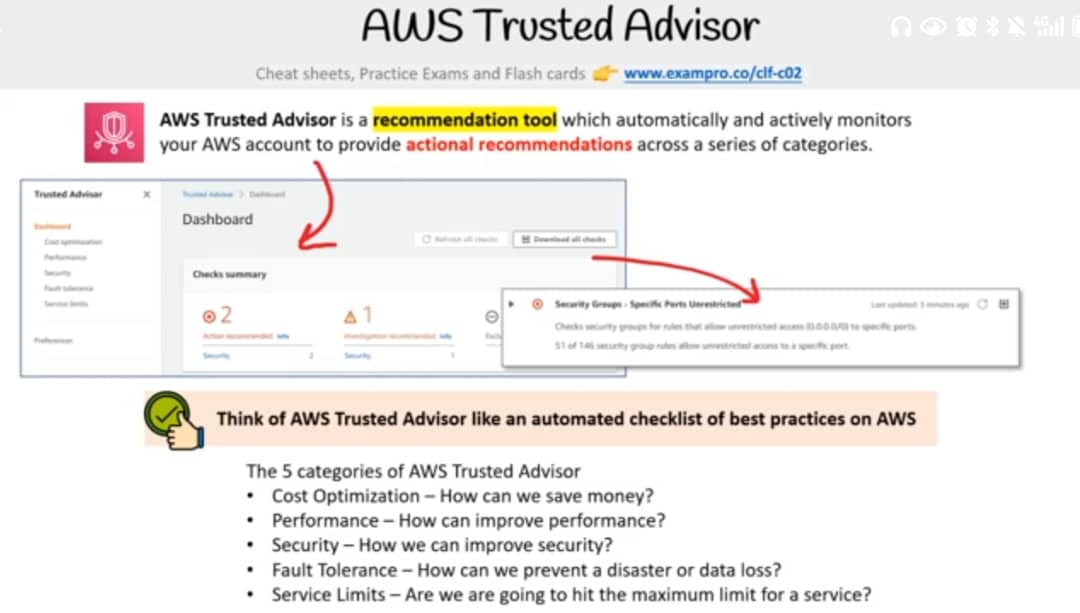 AWS Trusted Advisor
4G
Cheat sheets, Practice Exams and Flash cards 👉 www.exampro.co/clf-c02
AWS Trusted Advisor is a recommendation tool which automatically and actively monitors
your AWS account to provide actional recommendations across a series of categories.
Trusted Advisor
Dashboard
Cost optimization
Performance
Security
Fault tolerance
Service limits
Preferences
Trusted Advisor > Dashboard
Dashboard
Refresh all checks
Download all checks
Checks summary
2
Action recommended Info
Security 2
1
Investigation recommended Info
Security 1
Security Groups - Specific Ports Unrestricted
Last updated: 5 minutes ago
Checks security groups for rules that allow unrestricted access (0.0.0.0/0) to specific ports.
51 of 146 security group rules allow unrestricted access to a specific port.
Think of AWS Trusted Advisor like an automated checklist of best practices on AWS
The 5 categories of AWS Trusted Advisor
• Cost Optimization – How can we save money?
• Performance – How can improve performance?
• Security – How we can improve security?
• Fault Tolerance – How can we prevent a disaster or data loss?
• Service Limits – Are we are going to hit the maximum limit for a service?